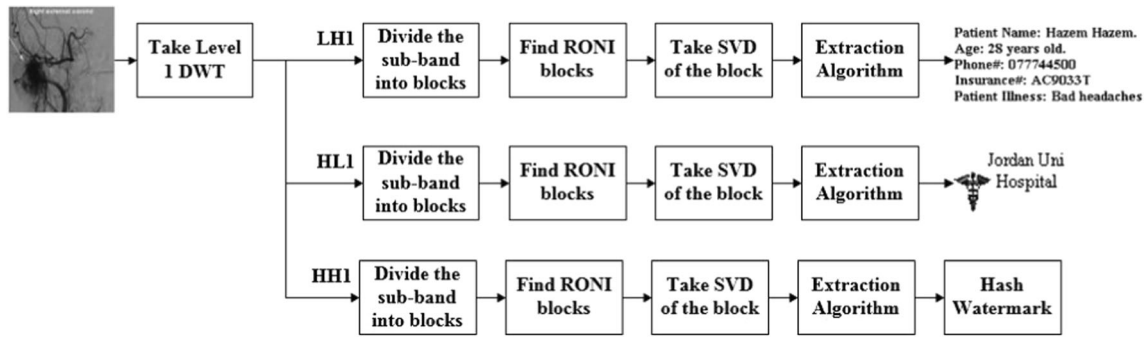 Right external carotid
Take Level
1 DWT
LH1
Divide the
sub-band
into blocks
Find RONI
blocks
Take SVD
of the block
Extraction
Algorithm
Patient Name: Hazem Hazem.
Age: 28 years old.
Phone#: 077744500
Insurance#: AC9033T
Patient Illness: Bad headaches
HL1
Divide the
sub-band
into blocks
Find RONI
blocks
Take SVD
of the block
Extraction
Algorithm
Jordan Uni
Hospital
HH1
Divide the
sub-band
into blocks
Find RONI
blocks
Take SVD
of the block
Extraction
Algorithm
Hash
Watermark